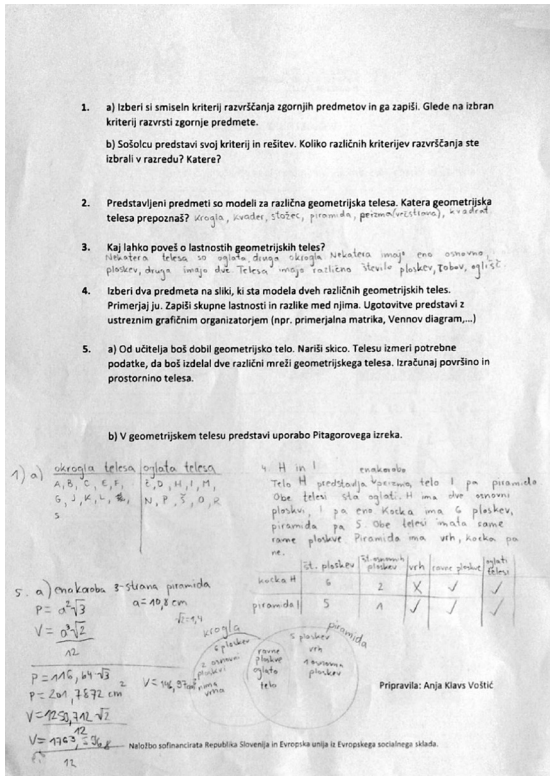 1. a) Izberi si smiseln kriterij razvrščanja zgornjih predmetov in ga zapiši. Glede na izbran
kriterij razvrsti zgornje predmete.
b) Sošolcu predstavi svoj kriterij in rešitev. Koliko različnih kriterijev razvrščanja ste
izbrali v razredu? Katere?
2. Predstavljeni predmeti so modeli za različna geometrijska telesa. Katera geometrijska
telesa prepoznaš? krogla, kvader, stožec, piramida, kvadrat
3. Kaj lahko poveš o lastnostih geometrijskih teles?
Nekatera telesa so oglata, druga okrogla Nekatera imajo eno osnovno
ploskev, druga imajo dve. Telesa imajo različno število ploskev, robov, oglišč.
4. Izberi dva predmeta na sliki, ki sta modela dveh različnih geometrijskih teles.
Primerjaj ju. Zapiši skupne lastnosti in razlike med njima. Ugotovitve predstavi z
ustreznim grafičnim organizatorjem (npr. primerjalna matrika, Vennov diagram,...)
5. a) Od učitelja boš dobil geometrijsko telo. Nariši skico. Telesu izmeri potrebne
podatke, da boš izdelal dve različni mreži geometrijskega telesa. Izračunaj površino in
prostornino telesa.
b) V geometrijskem telesu predstavi uporabo Pitagorovega izreka.
1) a) okrogla telesa oglata telesa
A, B, C, E, F, D, H, I, M,
G, J, K, L, N, P, Š, O, R
S
4. H in I
enakorobo
Telo H predstavlja telo I pa piramido
Obe telesi sta oglati. H ima dve osnovni
ploskvi, I pa eno. Kocka ima 6 ploskev,
piramida pa 5. Obe telesi imata same
ravne ploskve Piramida ima vrh, kocka pa
ne.
št. ploskev št. osnovnih ploskev vrh ravne ploskve oglati telesi
kocka H 6 2 X ✓ ✓
piramida I 5 1 ✓ ✓ ✓
5. a) enakoroba 3-strana piramida
P = a²√3 a = 10,8 cm
V = a³√2
12
krogla piramida
6 ploskev
2 osnovni
ploskvi
nima
vrha
ravne
ploskve
oglato
telo
5 ploskev
vrh
1 osnovna
ploskev
P = 116,64 √3
P = 201,7872 cm²
V = 1259,712 √2
12
12
Pripravila: Anja Klavs Voštić
Naložbo sofinancirata Republika Slovenija in Evropska unija iz Evropskega socialnega sklada.